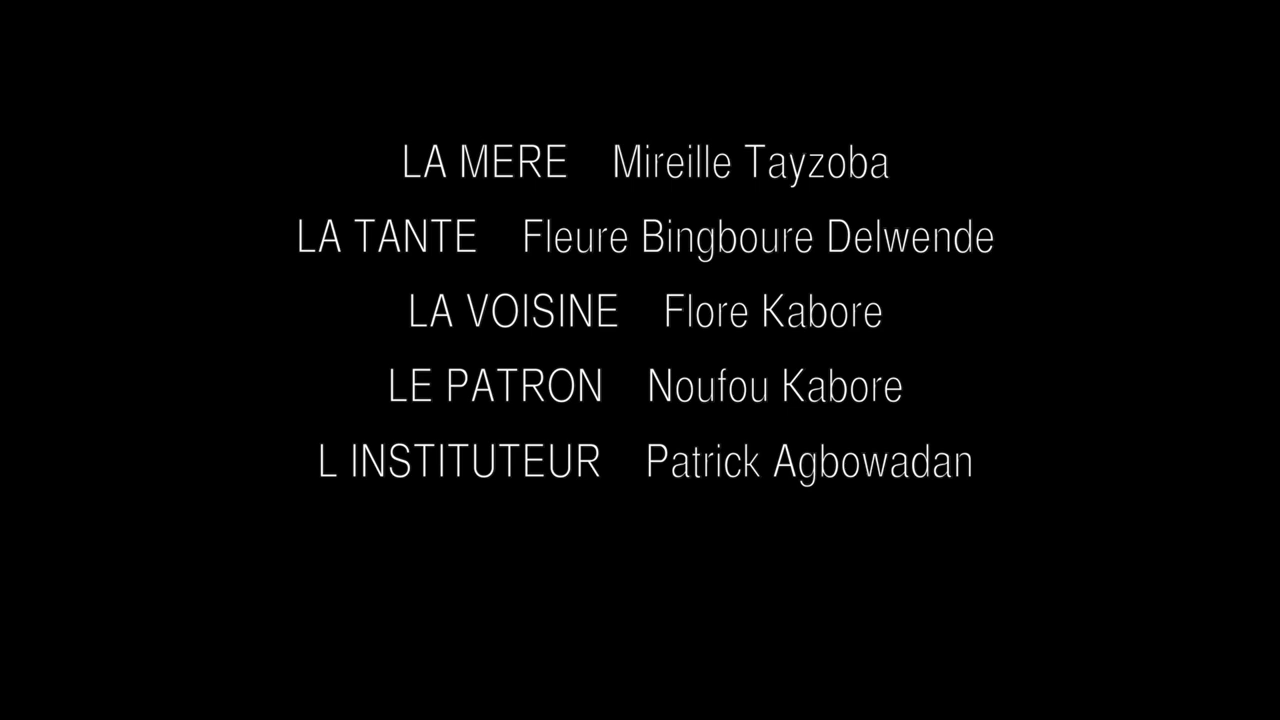 LA MERE Mireille Tayzoba
LA TANTE Fleure Bingboure Delwende
LA VOISINE Flore Kabore
LE PATRON Noufou Kabore
L INSTITUTEUR Patrick Agbowadan